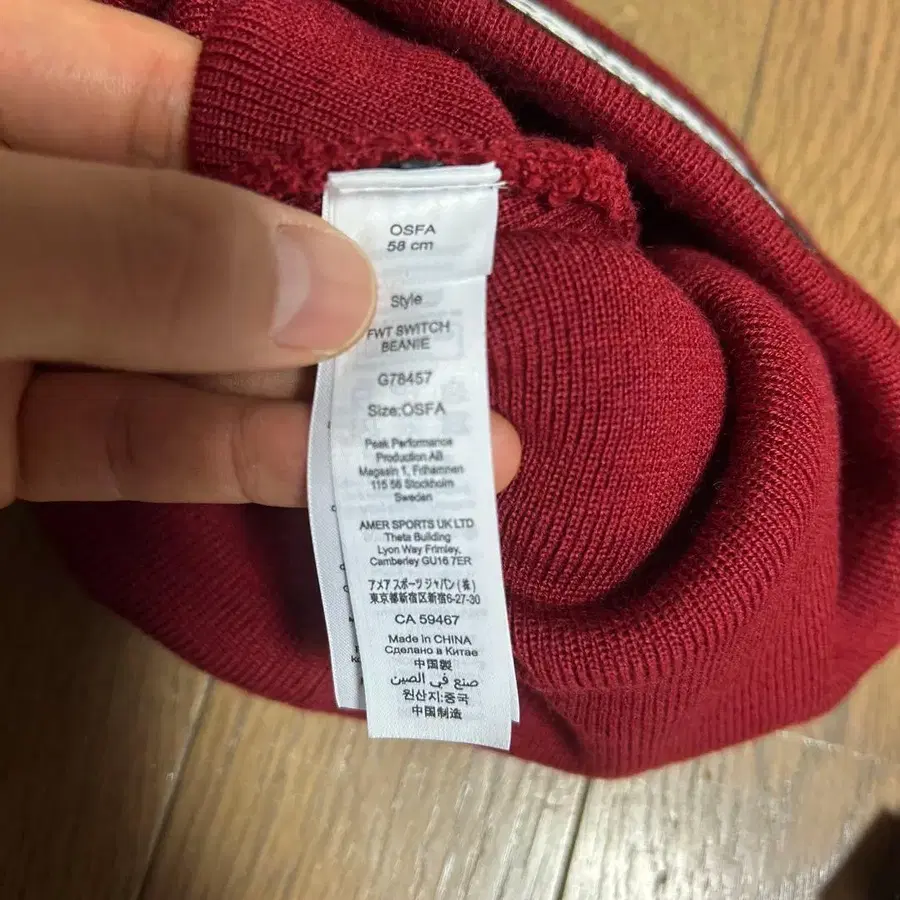 OSFA
58 cm
Style
FWT SWITCH
BEANIE
G78457
Size:OSFA
Peak Performance
Production AB
Magasin 1, Frihamnen
115 56 Stockholm
Sweden
AMER SPORTS UK LTD
Theta Building
Lyon Way Frimley,
Camberley GU16 7ER
アメア スポーツ ジャパン(株)
東京都新宿区新宿6-27-30
CA 59467
Made in CHINA
Сделано в Китае
中国製
صنع في الصين
원산지:중국
中国制造